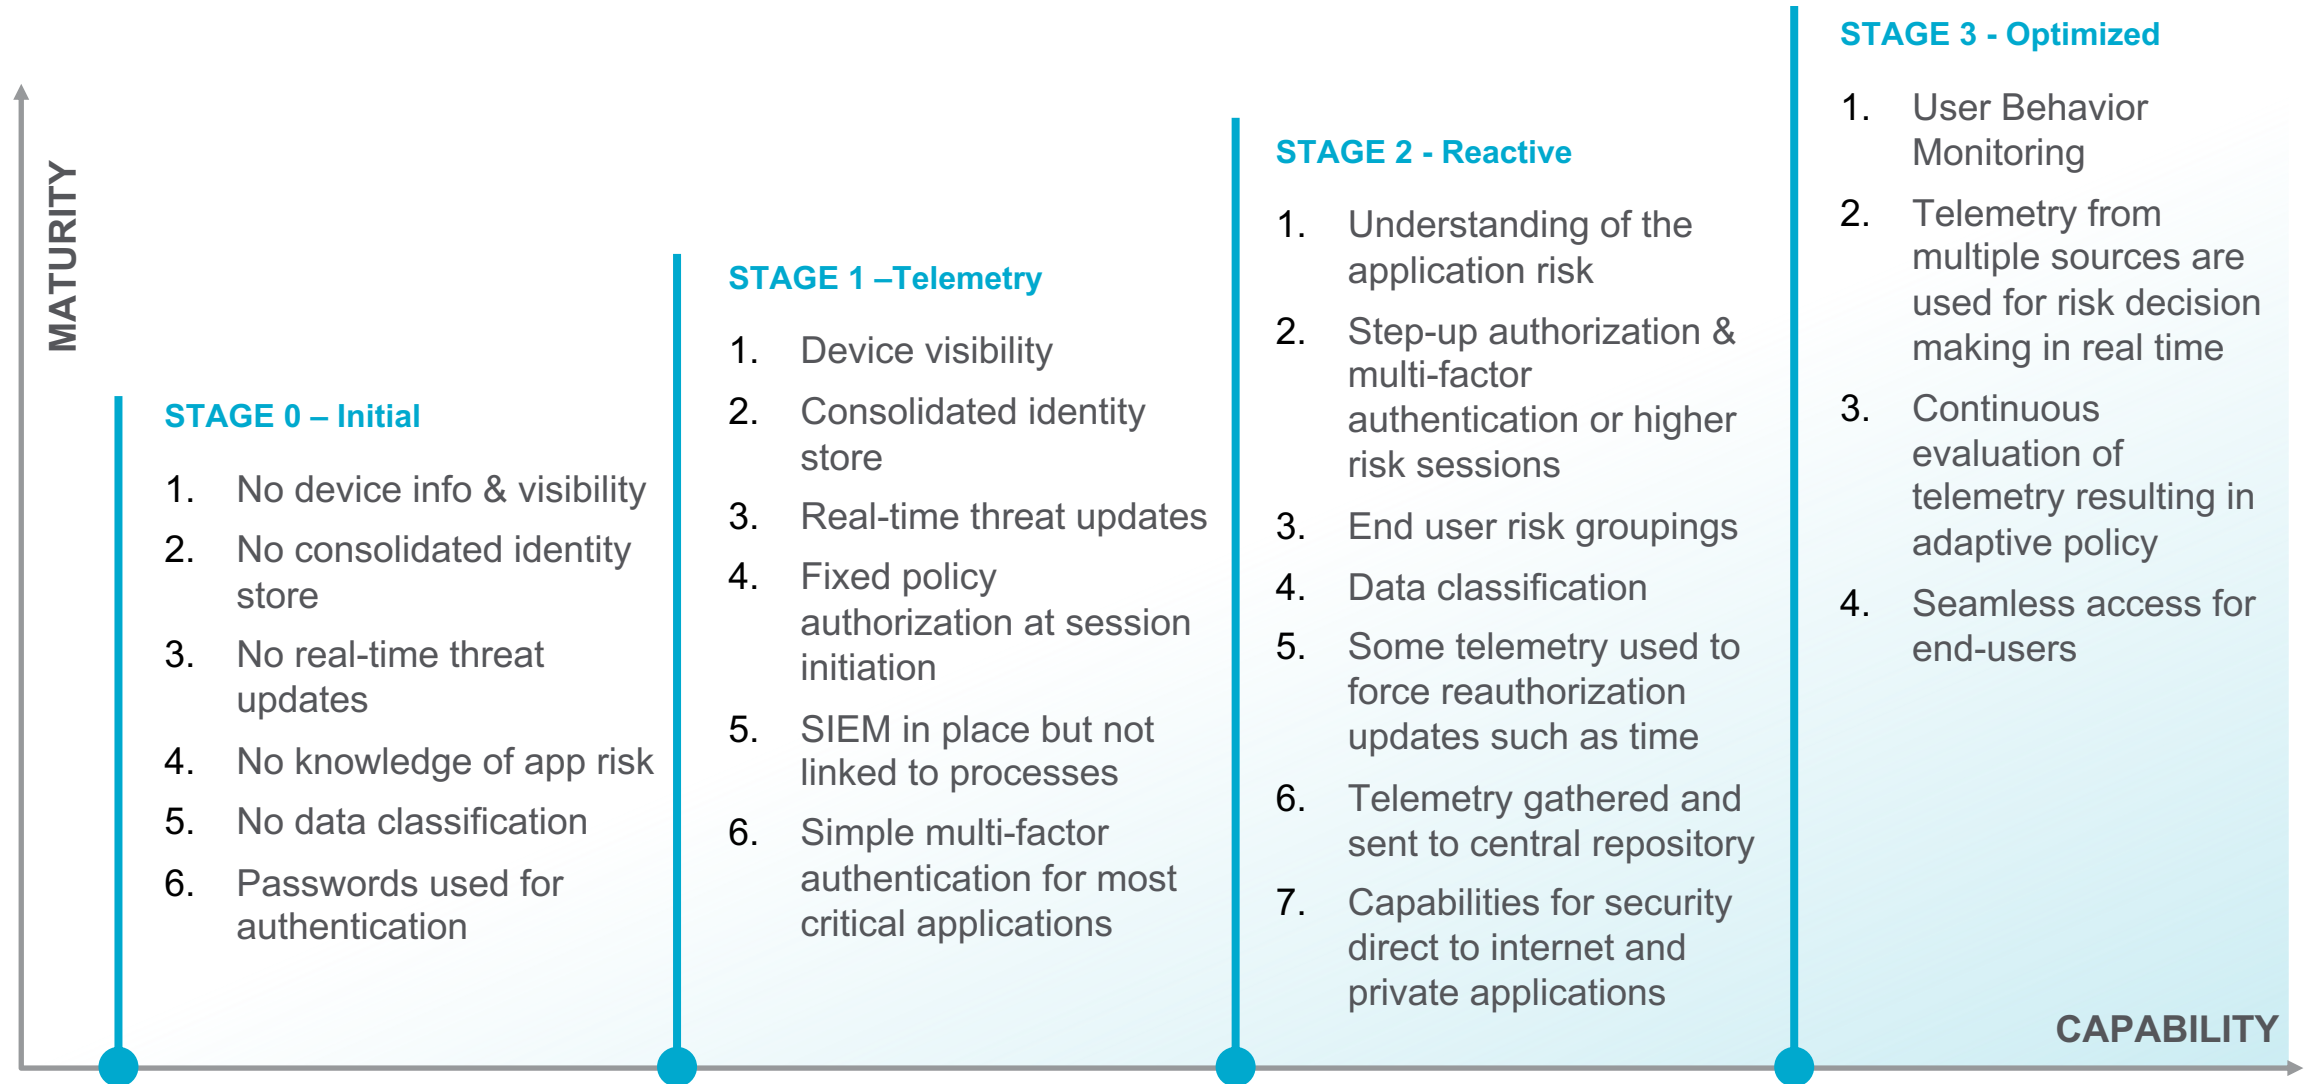 MATURITY
STAGE 0 – Initial
1. No device info & visibility
2. No consolidated identity
store
3. No real-time threat
updates
4. No knowledge of app risk
5. No data classification
6. Passwords used for
authentication
STAGE 1 –Telemetry
1. Device visibility
2. Consolidated identity
store
3. Real-time threat updates
4. Fixed policy
authorization at session
initiation
5. SIEM in place but not
linked to processes
6. Simple multi-factor
authentication for most
critical applications
STAGE 2 - Reactive
1. Understanding of the
application risk
2. Step-up authorization &
multi-factor
authentication or higher
risk sessions
3. End user risk groupings
4. Data classification
5. Some telemetry used to
force reauthorization
updates such as time
6. Telemetry gathered and
sent to central repository
7. Capabilities for security
direct to internet and
private applications
STAGE 3 - Optimized
1. User Behavior
Monitoring
2. Telemetry from
multiple sources are
used for risk decision
making in real time
3. Continuous
evaluation of
telemetry resulting in
adaptive policy
4. Seamless access for
end-users
CAPABILITY